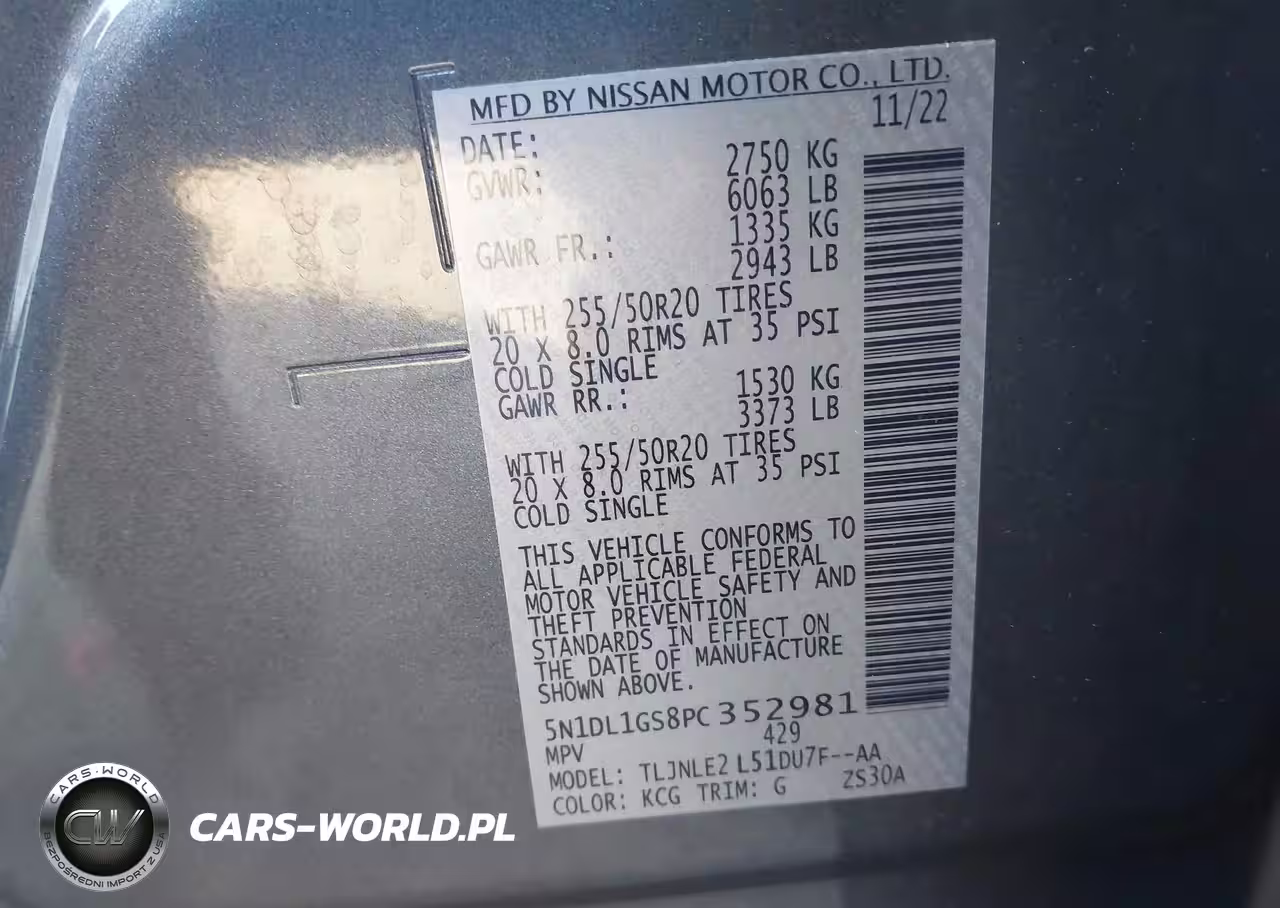 MFD BY NISSAN MOTOR CO., LTD.
DATE: 11/22
GVWR: 2750 KG
6063 LB
GAWR FR.: 1335 KG
2943 LB
WITH 255/50R20 TIRES
20 X 8.0 RIMS AT 35 PSI
COLD SINGLE
GAWR RR.: 1530 KG
3373 LB
WITH 255/50R20 TIRES
20 X 8.0 RIMS AT 35 PSI
COLD SINGLE
THIS VEHICLE CONFORMS TO
ALL APPLICABLE FEDERAL
MOTOR VEHICLE SAFETY AND
THEFT PREVENTION
STANDARDS IN EFFECT ON
THE DATE OF MANUFACTURE
SHOWN ABOVE.
5N1DL1GS8PC352981
MPV 429
MODEL: TLJNLE2 L51DU7F--AA
COLOR: KCG TRIM: G ZS30A
CARS-WORLD
CW
BEZPOŚREDNI IMPORT Z USA
CARS-WORLD.PL